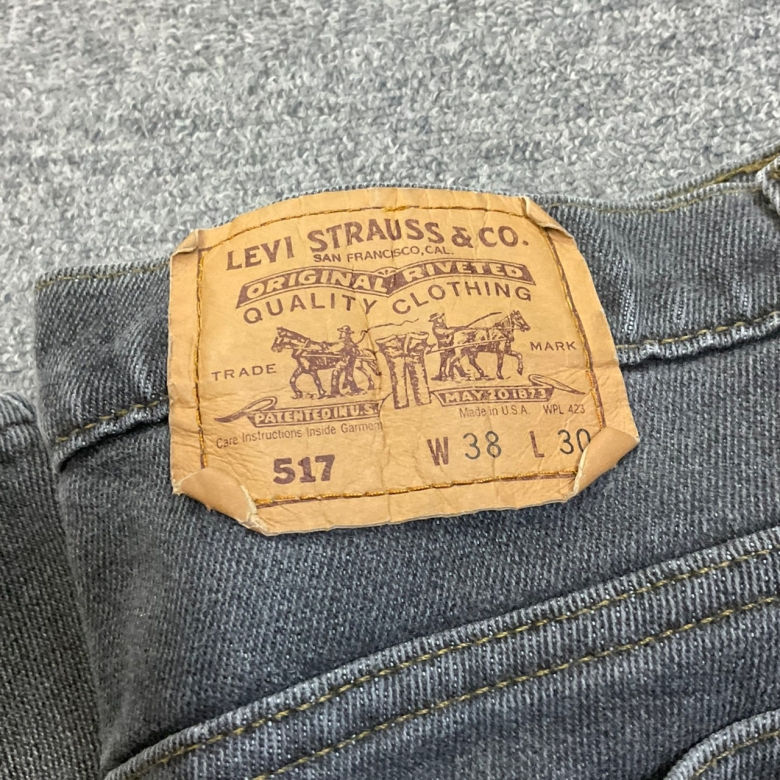 LEVI STRAUSS & CO.
SAN FRANCISCO, CAL.
ORIGINAL RIVETED
QUALITY CLOTHING
TRADE MARK
PATENTED IN U.S. MAY 20 1873
Made in U.S.A. WPL 423
Care Instructions Inside Garment
517 W 38 L 30